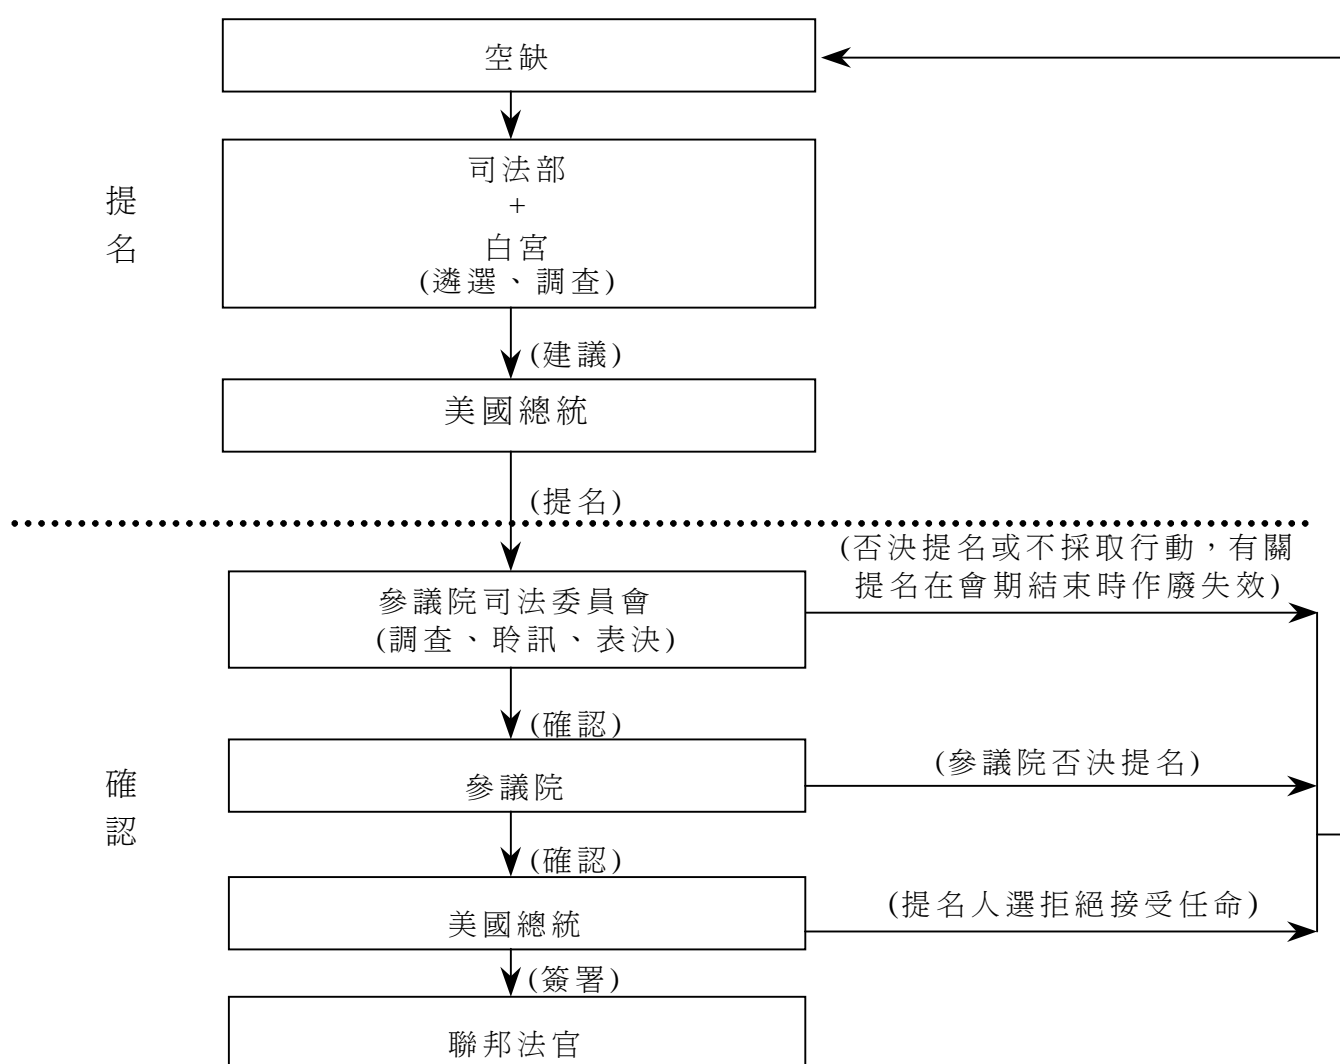 空缺
提
名
司法部
+
白宮
(遴選、調查)
(建議)
美國總統
(提名)
(否決提名或不採取行動，有關
提名在會期結束時作廢失效)
參議院司法委員會
(調查、聆訊、表決)
(確認)
確
認
(參議院否決提名)
參議院
(確認)
(提名人選拒絕接受任命)
美國總統
(簽署)
聯邦法官